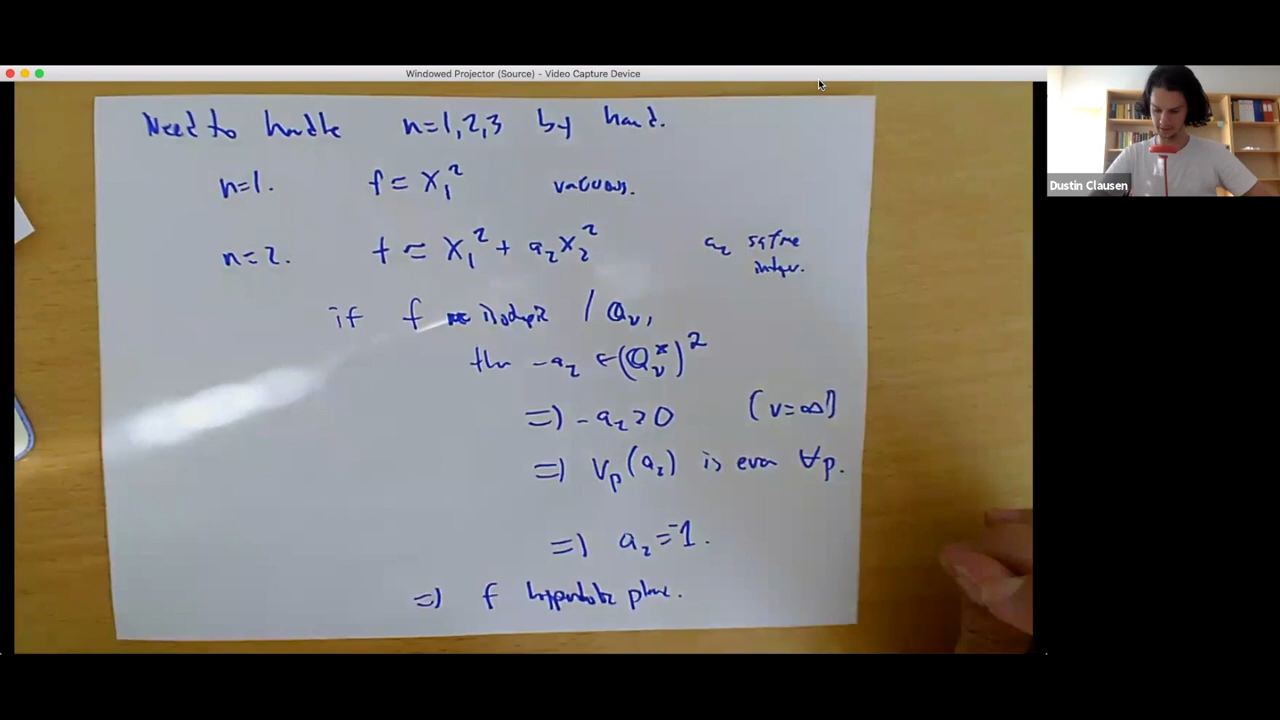 Windowed Projector (Source) - Video Capture Device
Need to handle n=1,2,3 by hand.
n=1. f = X₁² vacuous.
n=2. f = X₁² + a₂X₂² a₂ sqfree
integer.
if f isotropic / ℚᵥ,
then -a₂ ∈ (ℚᵥˣ)²
=) -a₂ > 0 (v=∞)
=) vₚ(a₂) is even ∀p.
=) a₂ = -1.
=) f hyperbolic plane.
Dustin Clausen